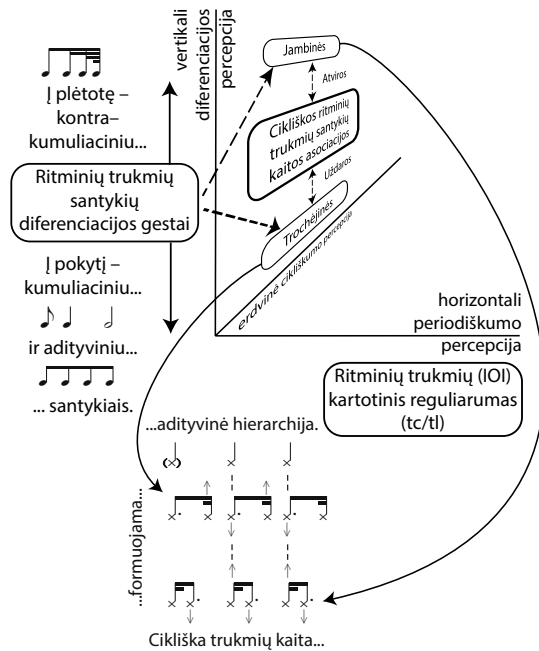 vertikali
diferenciacijos
percepcija
Į plėtotę –
kontra–
kumuliaciniu...
Ritminių trukmių
santykių
diferenciacijos gestai
Į pokytį –
kumuliaciniu...
ir adityviniu...
... santykiais.
Jambinės
Atviros
Cikliškos ritminių
trukmių santykių
kaitos asociacijos
Uždaros
Trochėjinės
erdvinė cikliškumo percepcija
horizontali
periodiškumo
percepcija
Ritminių trukmių (IOI)
kartotinis reguliarumas
(tc/tl)
...adityvinė hierarchija.
...formuojama...
Cikliška trukmių kaita...